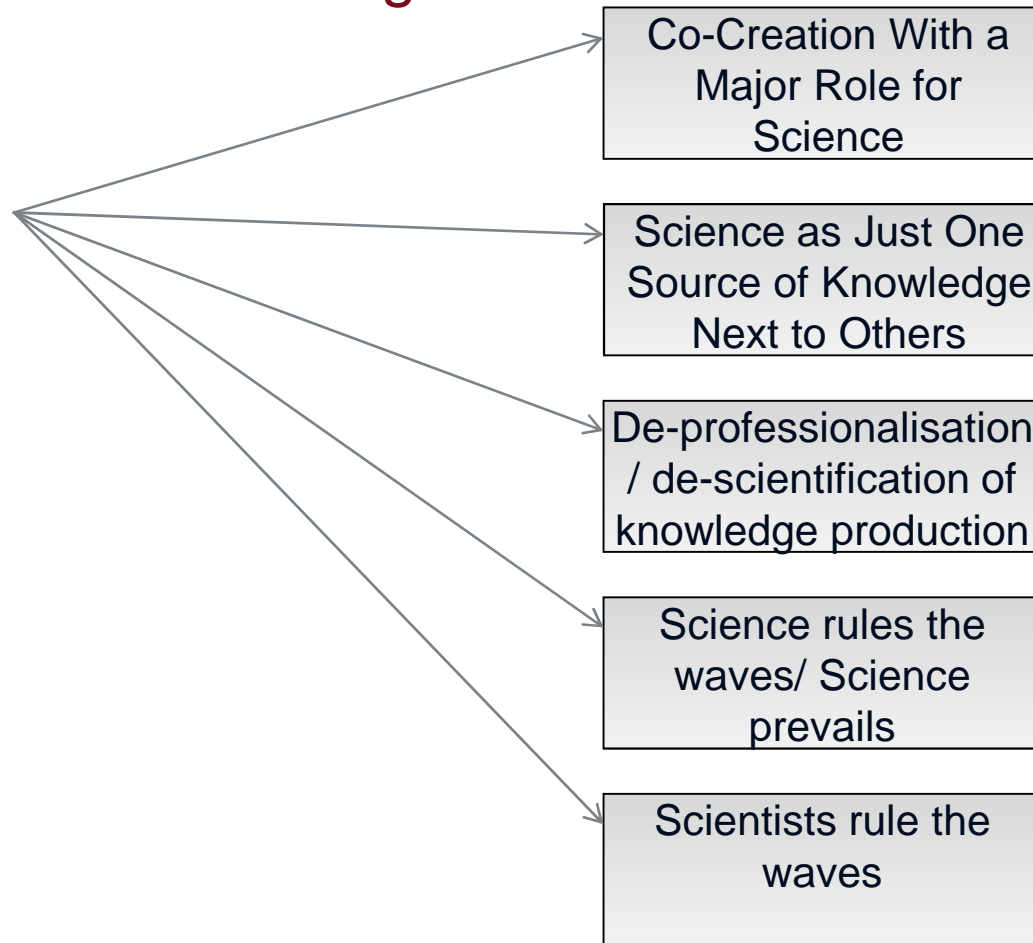 Co-Creation With a
Major Role for
Science
Science as Just One
Source of Knowledge
Next to Others
De-professionalisation
/ de-scientification of
knowledge production
Science rules the
waves/ Science
prevails
Scientists rule the
waves